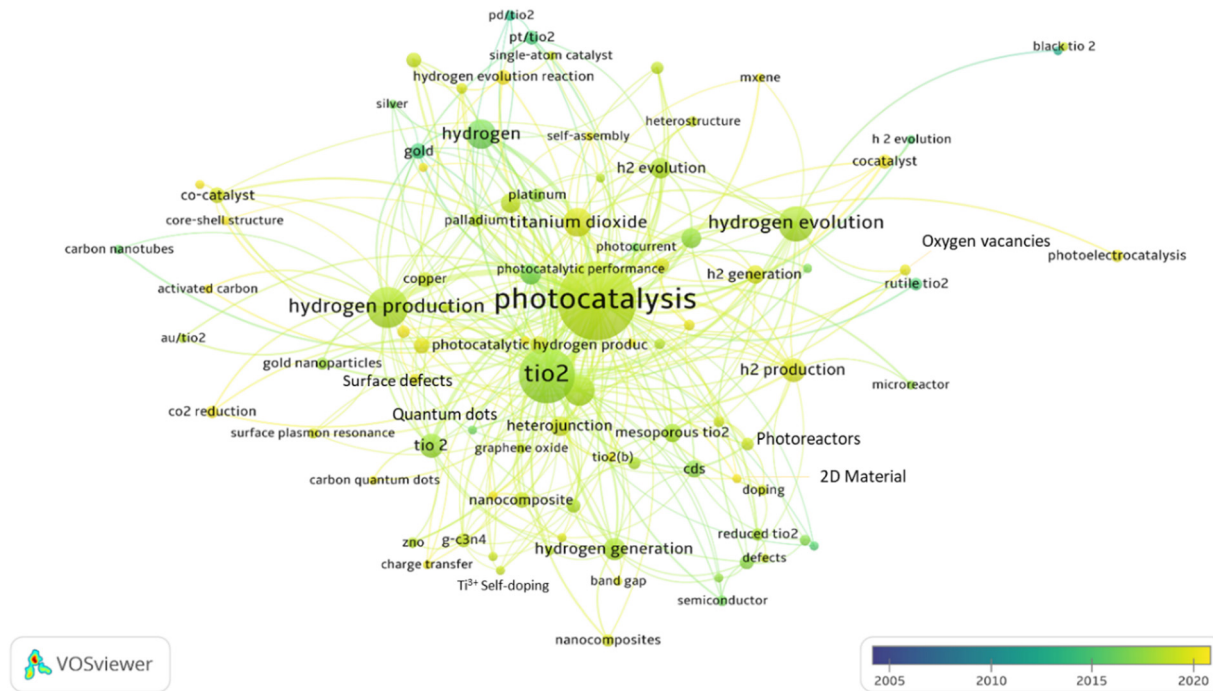 pd/tio2
pt/tio2
single-atom catalyst
black tio 2
hydrogen evolution reaction
mxene
silver
heterostructure
hydrogen
self-assembly
h 2 evolution
gold
cocatalyst
h2 evolution
co-catalyst
platinum
core-shell structure
palladium
titanium dioxide
hydrogen evolution
Oxygen vacancies
carbon nanotubes
photocurrent
photoelectrocatalysis
photocatalytic performance
h2 generation
copper
rutile tio2
activated carbon
hydrogen production
photocatalysis
au/tio2
photocatalytic hydrogen produc
gold nanoparticles
h2 production
Surface defects
tio2
microreactor
co2 reduction
Quantum dots
heterojunction
surface plasmon resonance
mesoporous tio2
Photoreactors
tio 2
graphene oxide
tio2(b)
cds
2D Material
carbon quantum dots
doping
nanocomposite
reduced tio2
zno
g-c3n4
hydrogen generation
defects
charge transfer
Ti³⁺ Self-doping
band gap
semiconductor
nanocomposites
VOSviewer
2005
2010
2015
2020